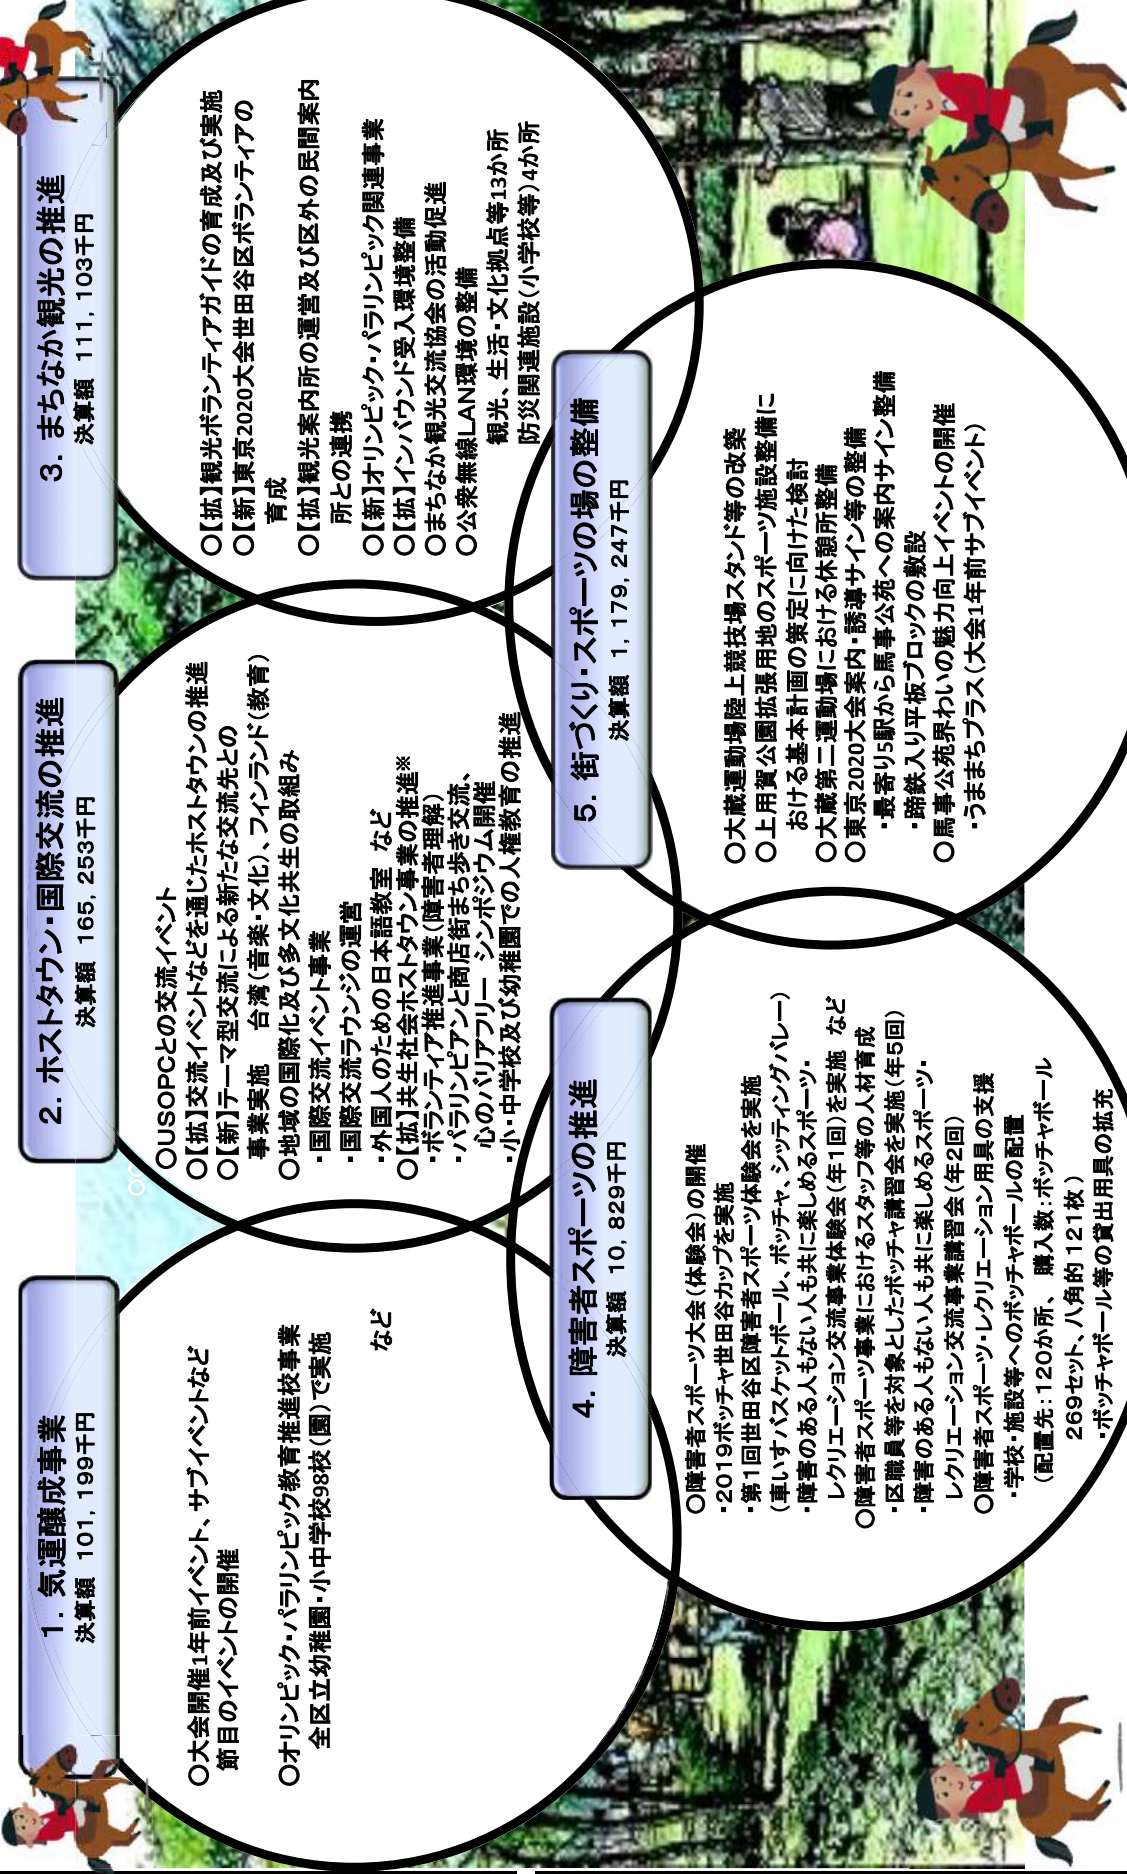 1. 気運醸成事業
決算額 101, 199千円
○大会開催1年前イベント、サブイベントなど
節目のイベントの開催
○オリンピック・パラリンピック教育推進校事業
全区立幼稚園・小中学校98校(園)で実施
など
2. ホストタウン・国際交流の推進
決算額 165, 253千円
○USOPCとの交流イベント
○【拡】交流イベントなどを通じたホストタウンの推進
○【新】テーマ型交流による新たな交流先との
事業実施 台湾(音楽・文化)、フィンランド(教育)
○地域の国際化及び多文化共生の取組み
・国際交流イベント事業
・国際交流ラウンジの運営
・外国人のための日本語教室 など
○【拡】共生社会ホストタウン事業の推進※
・ボランティア推進事業(障害者理解)
・パラリンピアンと商店街まち歩き交流、
心のバリアフリー シンポジウム開催
・小・中学校及び幼稚園での人権教育の推進
3. まちなか観光の推進
決算額 111, 103千円
○【拡】観光ボランティアガイドの育成及び実施
○【新】東京2020大会世田谷区ボランティアの
育成
○【拡】観光案内所の運営及び区外の民間案内
所との連携
○【新】オリンピック・パラリンピック関連事業
○【拡】インバウンド受入環境整備
○まちなか観光交流協会の活動促進
○公衆無線LAN環境の整備
観光、生活・文化拠点等13か所
防災関連施設(小学校等)4か所
4. 障害者スポーツの推進
決算額 10, 829千円
○障害者スポーツ大会(体験会)の開催
・2019ボッチャ世田谷カップを実施
・第1回世田谷区障害者スポーツ体験会を実施
(車いすバスケットボール、ボッチャ、シッティングバレー)
・障害のある人もない人も共に楽しめるスポーツ・
レクリエーション交流事業体験会(年1回)を実施 など
○障害者スポーツ事業におけるスタッフ等の人材育成
・区職員等を対象としたボッチャ講習会を実施(年5回)
・障害のある人もない人も共に楽しめるスポーツ・
レクリエーション交流事業講習会(年2回)
○障害者スポーツ・レクリエーション用具の支援
・学校・施設等へのボッチャボールの配置
(配置先:120か所、 購入数:ボッチャボール
269セット、八角的 121枚 )
・ボッチャボール等の貸出用具の拡充
5. 街づくり・スポーツの場の整備
決算額 1, 179, 247千円
○大蔵運動場陸上競技場スタンド等の改築
○上用賀公園拡張用地のスポーツ施設整備に
おける基本計画の策定に向けた検討
○大蔵第二運動場における休憩所整備
○東京2020大会案内・誘導サイン等の整備
・最寄り5駅から馬事公苑への案内サイン整備
・蹄鉄入り平板ブロックの敷設
○馬事公苑界わいの魅力向上イベントの開催
・うままちプラス(大会1年前サブイベント)